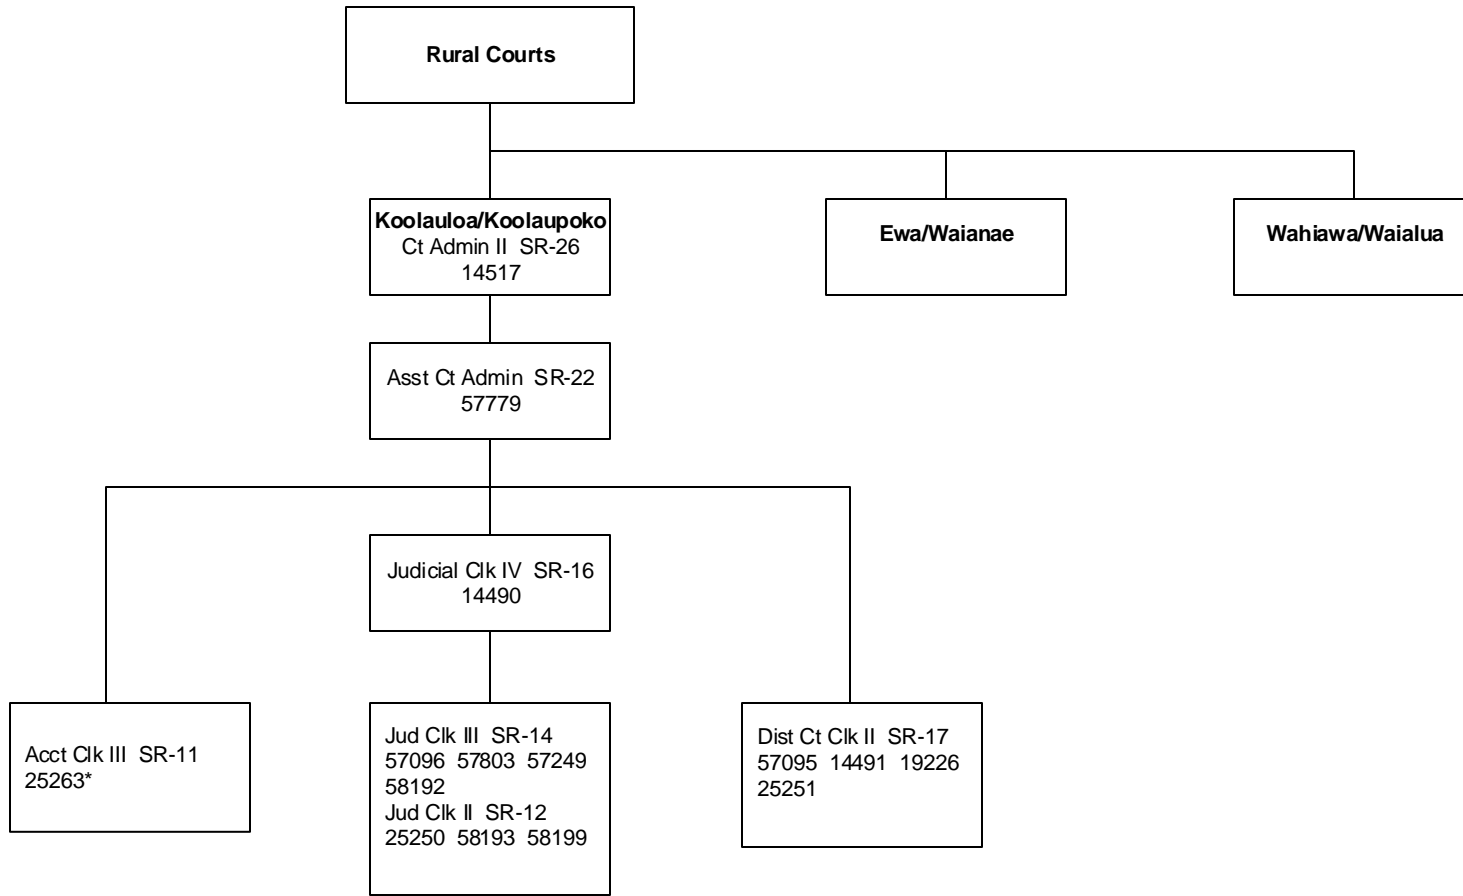 Rural Courts
Koolauloa/Koolaupoko
Ct Admin II SR-26
14517
Ewa/Waianae
Wahiawa/Waialua
Asst Ct Admin SR-22
57779
Judicial Clk IV SR-16
14490
Acct Clk III SR-11
25263*
Jud Clk III SR-14
57096 57803 57249
58192
Jud Clk II SR-12
25250 58193 58199
Dist Ct Clk II SR-17
57095 14491 19226
25251